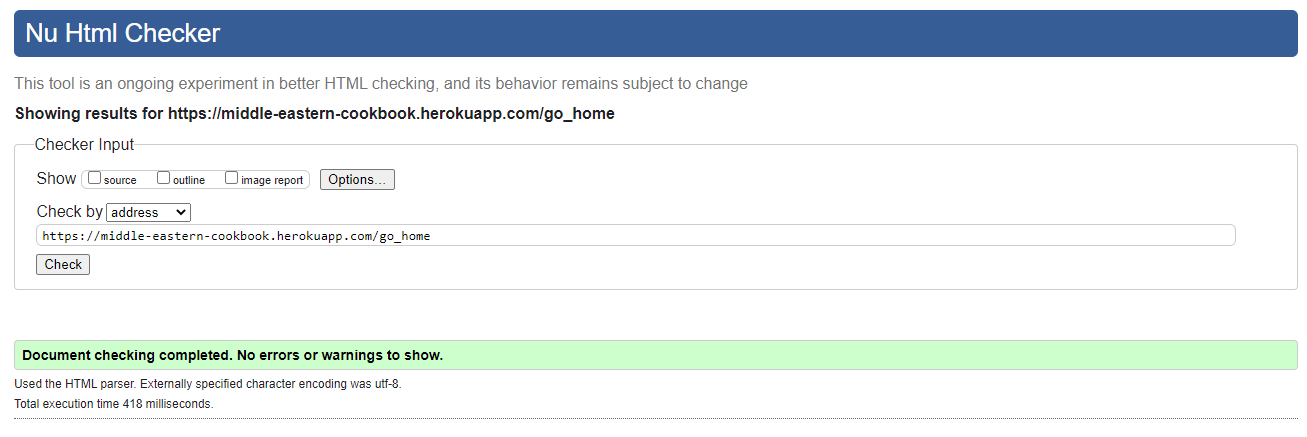 Nu Html Checker
This tool is an ongoing experiment in better HTML checking, and its behavior remains subject to change
Showing results for https://middle-eastern-cookbook.herokuapp.com/go_home
Checker Input
Show source outline image report Options...
Check by address
https://middle-eastern-cookbook.herokuapp.com/go_home
Check
Document checking completed. No errors or warnings to show.
Used the HTML parser. Externally specified character encoding was utf-8.
Total execution time 418 milliseconds.